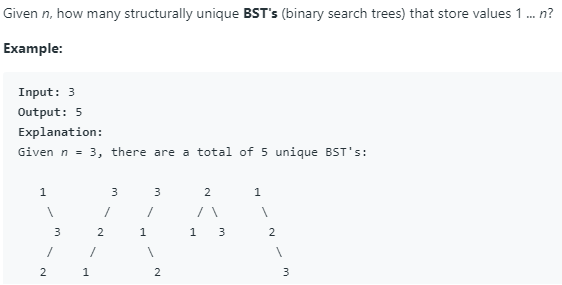 Given n, how many structurally unique BST's (binary search trees) that store values 1 ... n?
Example:
Input: 3
Output: 5
Explanation:
Given n = 3, there are a total of 5 unique BST's:
1 3 3 2 1
\ / / / \ \
3 2 1 1 3 2
/ / \ \
2 1 2 3